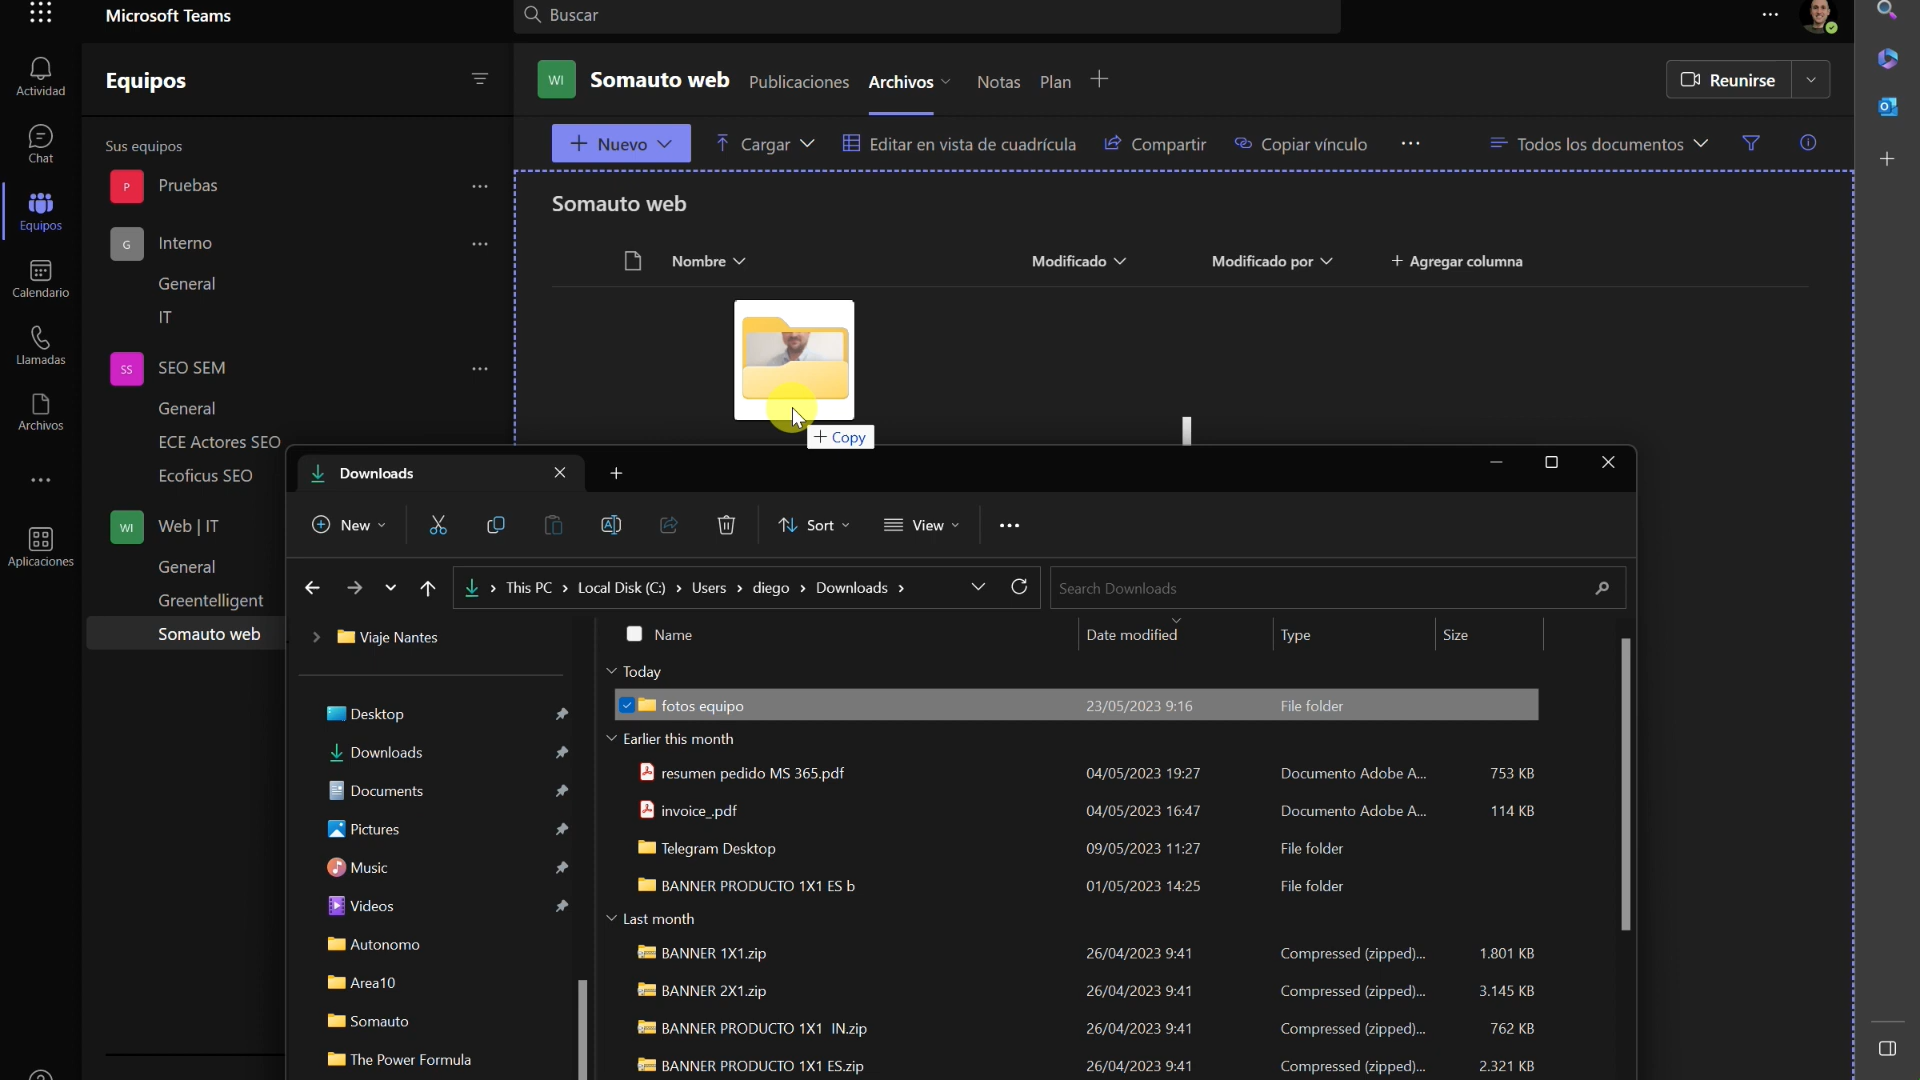 Microsoft Teams
Buscar
Actividad
Chat
Equipos
Calendario
Llamadas
Archivos
Aplicaciones
Equipos
Sus equipos
P Pruebas
G Interno
General
IT
SS SEO SEM
General
ECE Actores SEO
Ecoficus SEO
WI Web | IT
General
Greentelligent
Somauto web
WI Somauto web Publicaciones Archivos Notas Plan
Reunirse
Nuevo Cargar Editar en vista de cuadrícula Compartir Copiar vínculo Todos los documentos
Somauto web
Nombre Modificado Modificado por + Agregar columna
+ Copy
Downloads
New Sort View
This PC > Local Disk (C:) > Users > diego > Downloads >
Search Downloads
Viaje Nantes
Desktop
Downloads
Documents
Pictures
Music
Videos
Autonomo
Area10
Somauto
The Power Formula
Name Date modified Type Size
Today
fotos equipo 23/05/2023 9:16 File folder
Earlier this month
resumen pedido MS 365.pdf 04/05/2023 19:27 Documento Adobe A... 753 KB
invoice_.pdf 04/05/2023 16:47 Documento Adobe A... 114 KB
Telegram Desktop 09/05/2023 11:27 File folder
BANNER PRODUCTO 1X1 ES b 01/05/2023 14:25 File folder
Last month
BANNER 1X1.zip 26/04/2023 9:41 Compressed (zipped)... 1.801 KB
BANNER 2X1.zip 26/04/2023 9:41 Compressed (zipped)... 3.145 KB
BANNER PRODUCTO 1X1 IN.zip 26/04/2023 9:41 Compressed (zipped)... 762 KB
BANNER PRODUCTO 1X1 ES.zip 26/04/2023 9:41 Compressed (zipped)... 2.321 KB